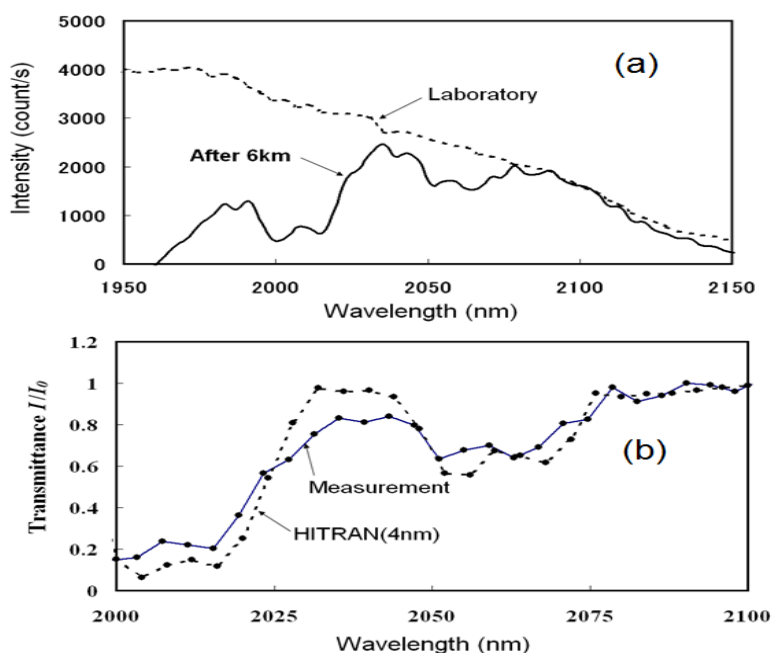 5000
(a)
4000
Laboratory
3000
After 6km
2000
1000
0
Intensity (count/s)
1950 2000 2050 2100 2150
Wavelength (nm)
1.2
1
0.8
0.6
(b)
Measurement
0.4
HITRAN(4nm)
0.2
0
Transmittance I/I0
2000 2025 2050 2075 2100
Wavelength (nm)